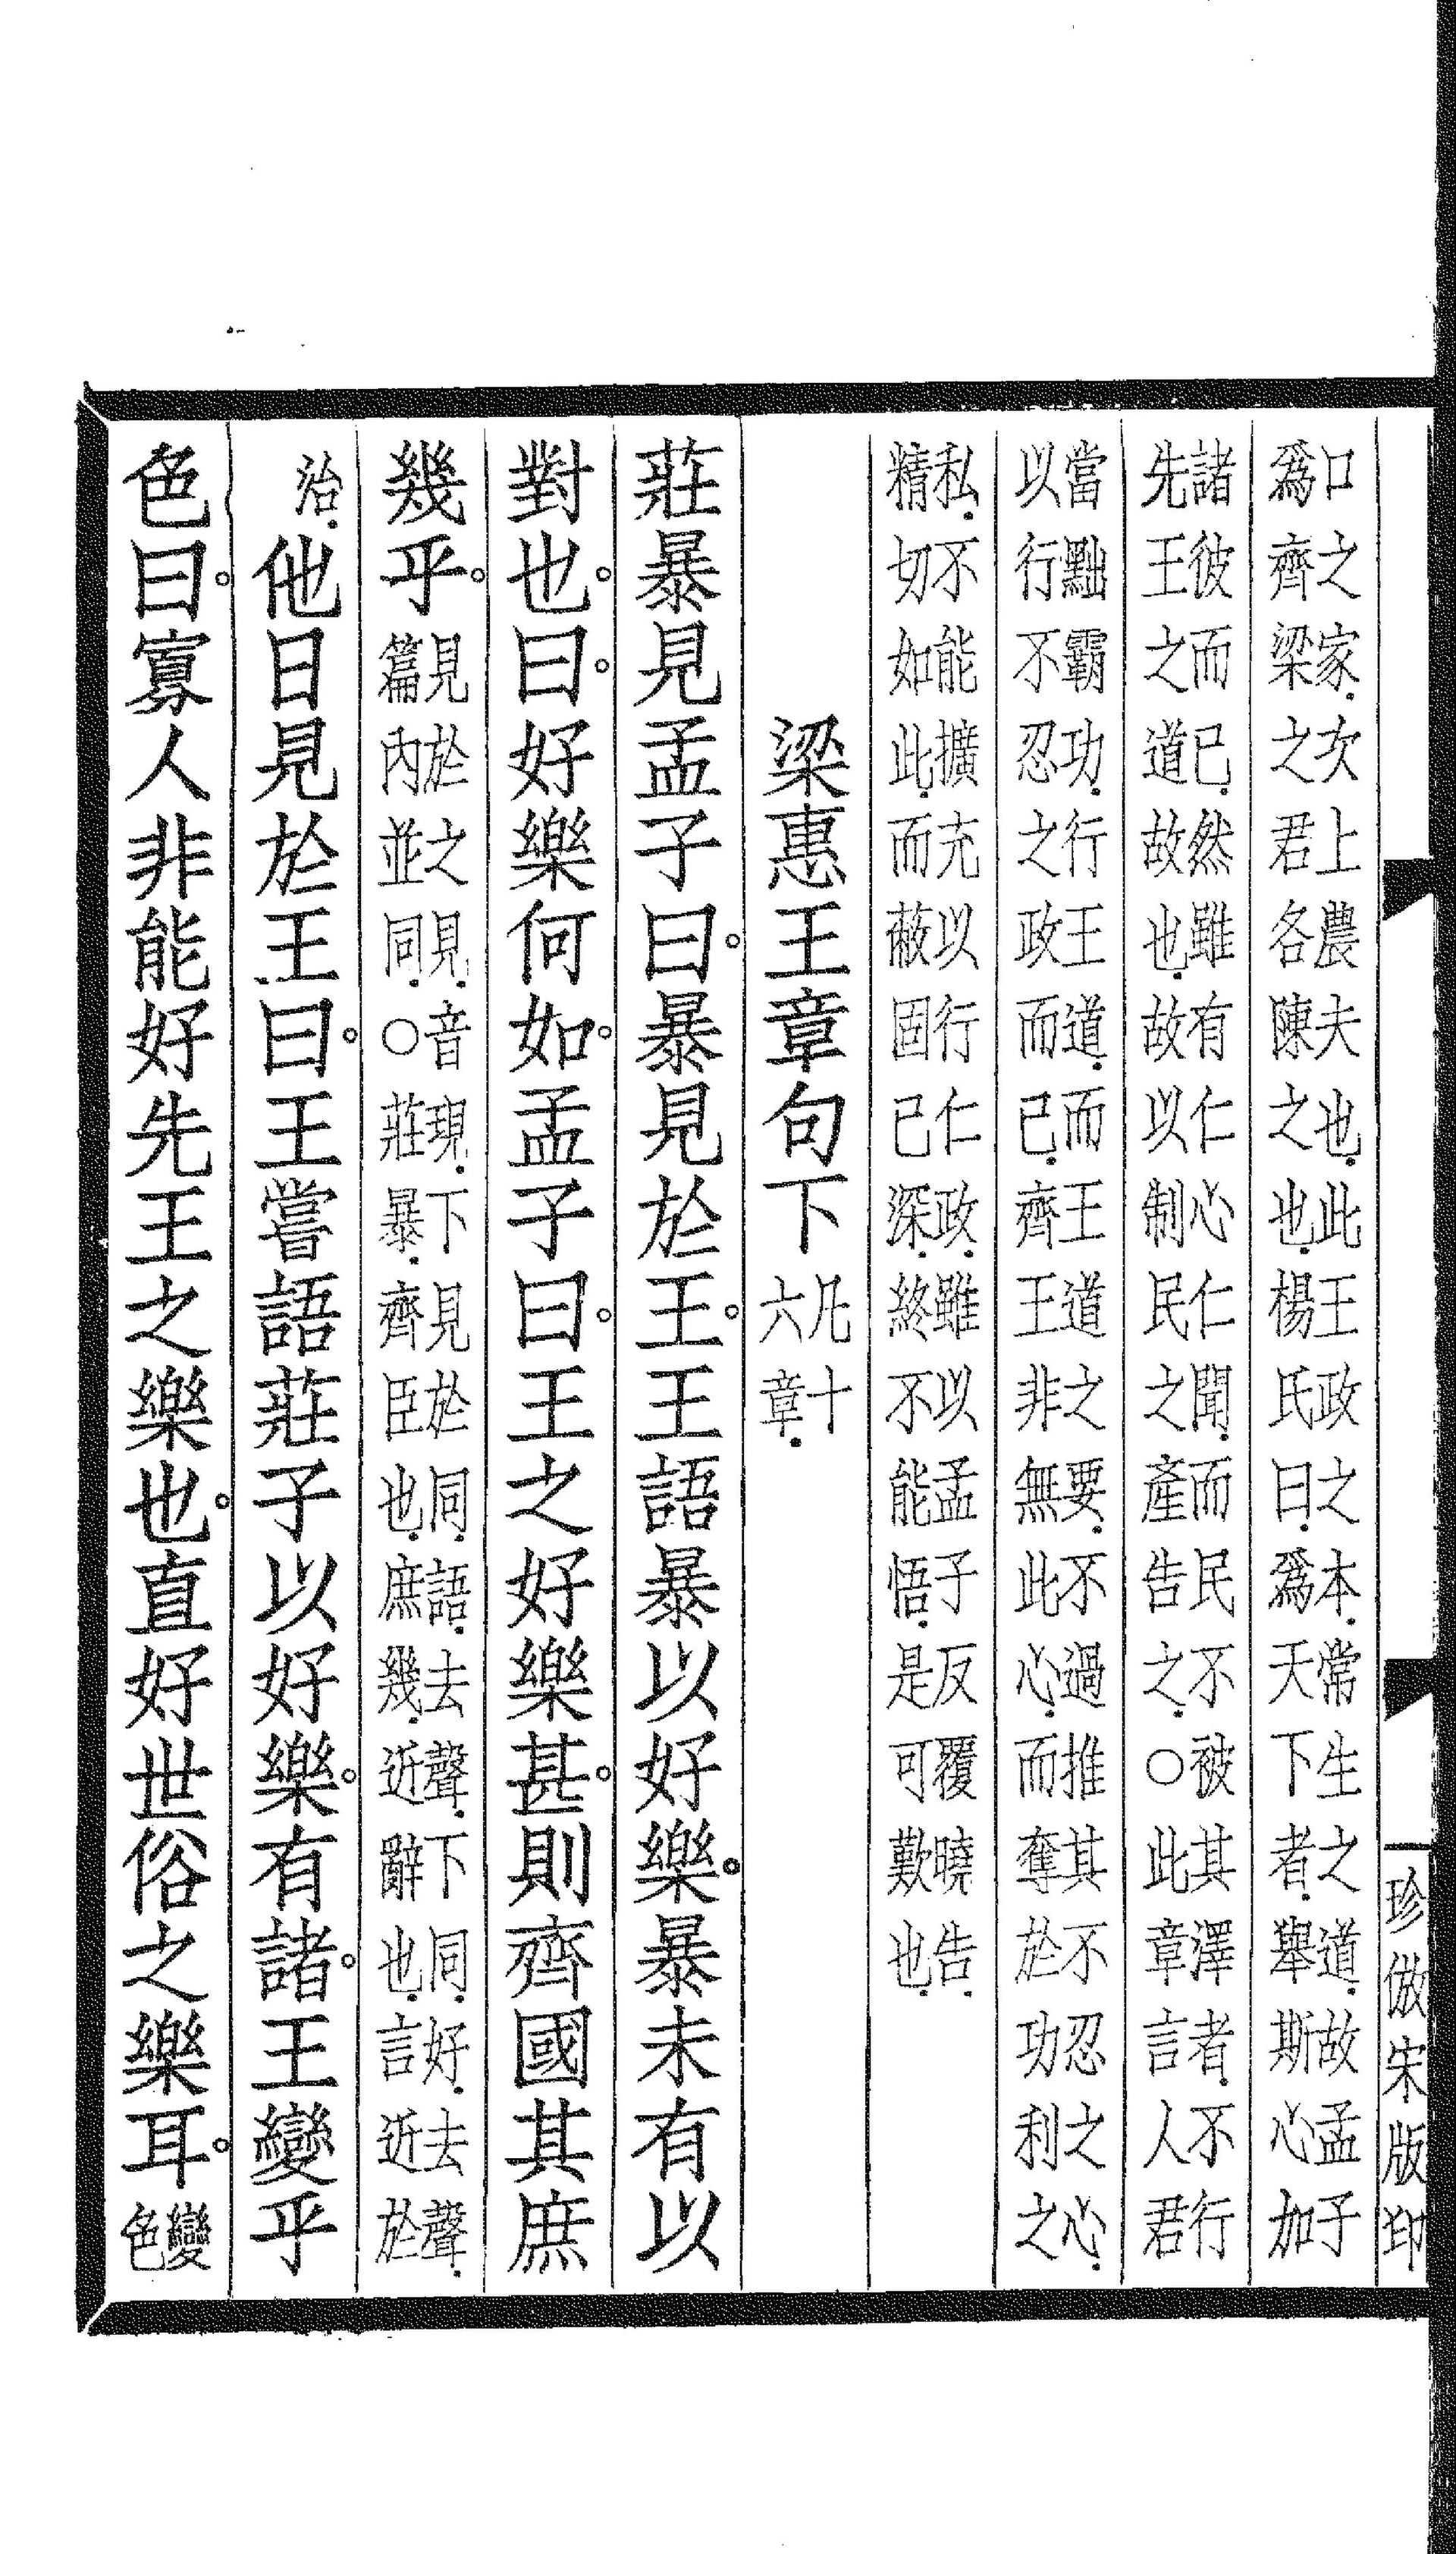 珍倣宋版印
口之家。次上農夫也。此王政之本。常生之道。故孟子
爲齊梁之君各陳之也。楊氏曰。爲天下者。舉斯心加
諸彼而已。然雖有仁心仁聞。而民不被其澤者。不行
先王之道故也。故以制民之產告之。○此章言人君
當黜霸功。行王道。而王道之要。不過推其不忍之心。
以行不忍之政而已。齊王非無此心。而奪於功利之
私。不能擴充以行仁政。雖以孟子反覆曉告。
精切如此。而蔽固已深。終不能悟。是可歎也。
梁惠王章句下 凡十六章。
莊暴見孟子曰。暴見於王。王語暴以好樂。暴未有以
對也。曰。好樂何如。孟子曰。王之好樂甚。則齊國其庶
幾乎。見於之見。音現。下見於同。語。去聲。下同。好。去聲。
篇內並同。○莊暴。齊臣也。庶幾。近辭也。言近於
治。他日見於王曰。王嘗語莊子以好樂。有諸。王變乎
色曰。寡人非能好先王之樂也。直好世俗之樂耳。變色